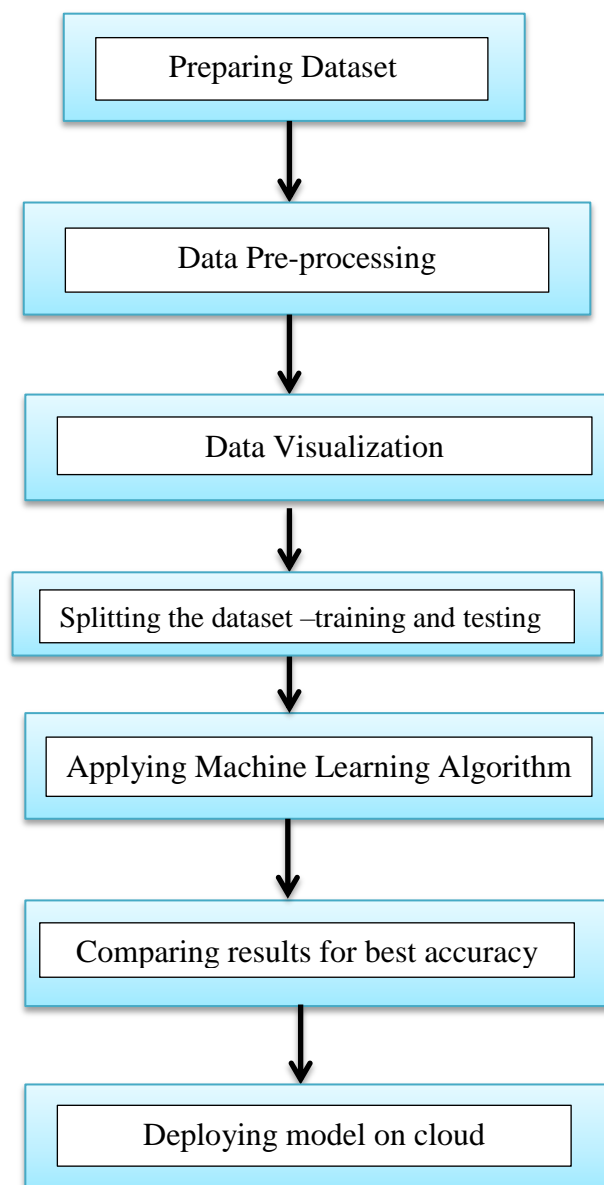 Preparing Dataset
Data Pre-processing
Data Visualization
Splitting the dataset –training and testing
Applying Machine Learning Algorithm
Comparing results for best accuracy
Deploying model on cloud